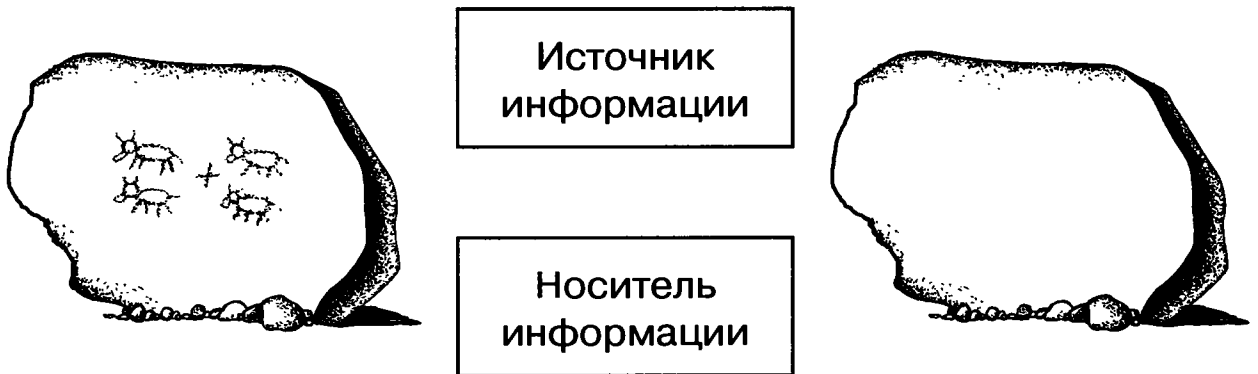 Источник
информации
Носитель
информации